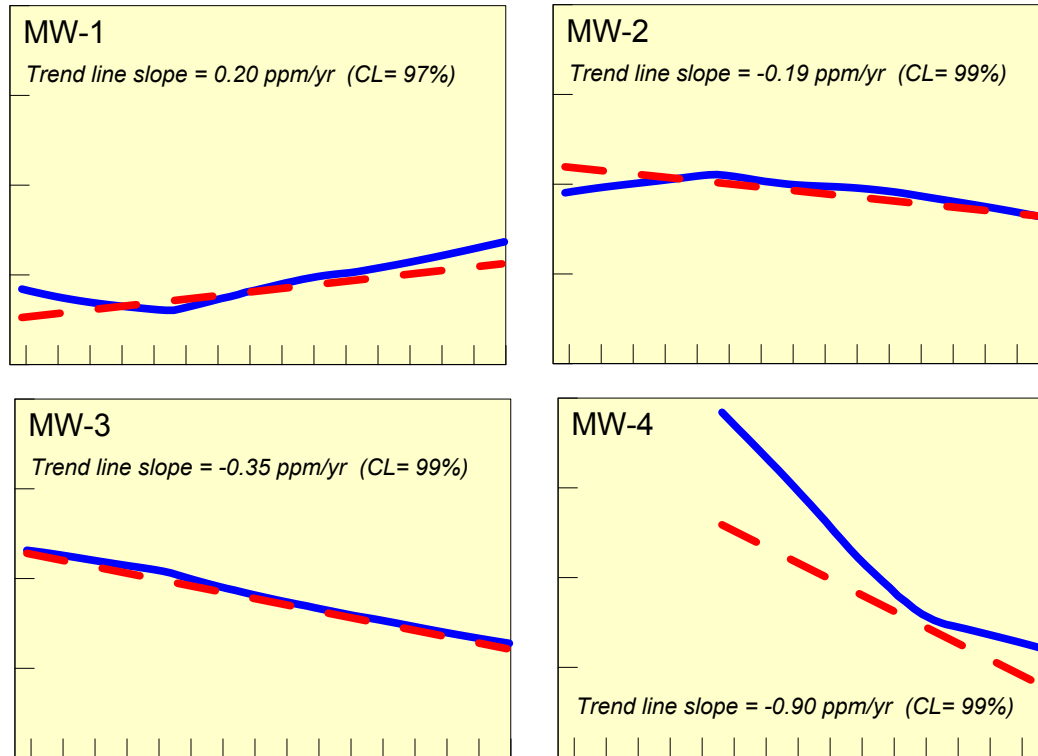 MW-1
Trend line slope = 0.20 ppm/yr  (CL= 97%)
MW-2
Trend line slope = -0.19 ppm/yr  (CL= 99%)
MW-3
Trend line slope = -0.35 ppm/yr  (CL= 99%)
MW-4
Trend line slope = -0.90 ppm/yr  (CL= 99%)